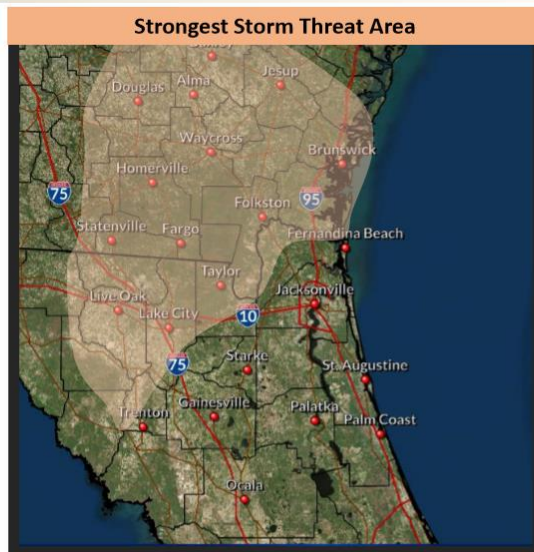 Strongest Storm Threat Area
Jesup
Douglas
Alma
Waycross
Brunswick
Homerville
75
95
Folkston
Statenville
Fargo
Fernandina Beach
Taylor
Live Oak
Jacksonville
Lake City
10
75
Starke
St. Augustine
Trenton
Gainesville
Palatka
Palm Coast
Ocala